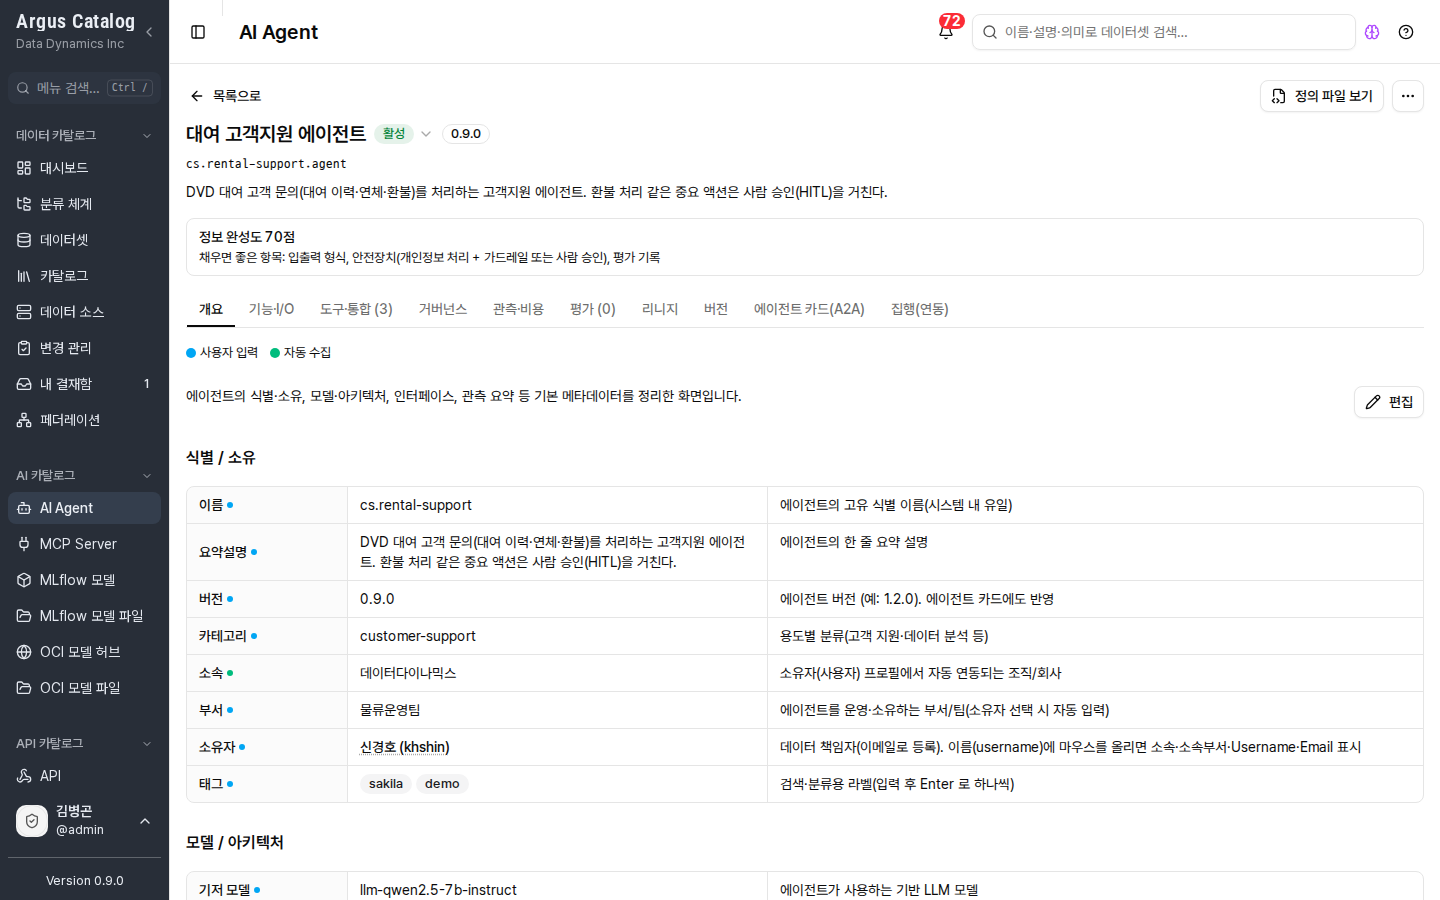 Argus Catalog
Data Dynamics Inc
메뉴 검색... Ctrl /
데이터 카탈로그
대시보드
분류 체계
데이터셋
카탈로그
데이터 소스
변경 관리
내 결재함 1
페더레이션
AI 카탈로그
AI Agent
MCP Server
MLflow 모델
MLflow 모델 파일
OCI 모델 허브
OCI 모델 파일
API 카탈로그
API
김병곤
@admin
Version 0.9.0
AI Agent
72
이름·설명·의미로 데이터셋 검색...
목록으로
정의 파일 보기
대여 고객지원 에이전트 활성 0.9.0
cs.rental-support.agent
DVD 대여 고객 문의(대여 이력·연체·환불)를 처리하는 고객지원 에이전트. 환불 처리 같은 중요 액션은 사람 승인(HITL)을 거친다.
정보 완성도 70점
채우면 좋은 항목: 입출력 형식, 안전장치(개인정보 처리 + 가드레일 또는 사람 승인), 평가 기록
개요 기능·I/O 도구·통합 (3) 거버넌스 관측·비용 평가 (0) 리니지 버전 에이전트 카드(A2A) 집행(연동)
사용자 입력 자동 수집
에이전트의 식별·소유, 모델·아키텍처, 인터페이스, 관측 요약 등 기본 메타데이터를 정리한 화면입니다.
편집
식별 / 소유
이름 cs.rental-support 에이전트의 고유 식별 이름(시스템 내 유일)
요약설명 DVD 대여 고객 문의(대여 이력·연체·환불)를 처리하는 고객지원 에이전
트. 환불 처리 같은 중요 액션은 사람 승인(HITL)을 거친다. 에이전트의 한 줄 요약 설명
버전 0.9.0 에이전트 버전 (예: 1.2.0). 에이전트 카드에도 반영
카테고리 customer-support 용도별 분류(고객 지원·데이터 분석 등)
소속 데이터다이나믹스 소유자(사용자) 프로필에서 자동 연동되는 조직/회사
부서 물류운영팀 에이전트를 운영·소유하는 부서/팀(소유자 선택 시 자동 입력)
소유자 신경호 (khshin) 데이터 책임자(이메일로 등록). 이름(username)에 마우스를 올리면 소속·소속부서·Username·Email 표시
태그 sakila demo 검색·분류용 라벨(입력 후 Enter 로 하나씩)
모델 / 아키텍처
기저 모델 llm-qwen2.5-7b-instruct 에이전트가 사용하는 기반 LLM 모델